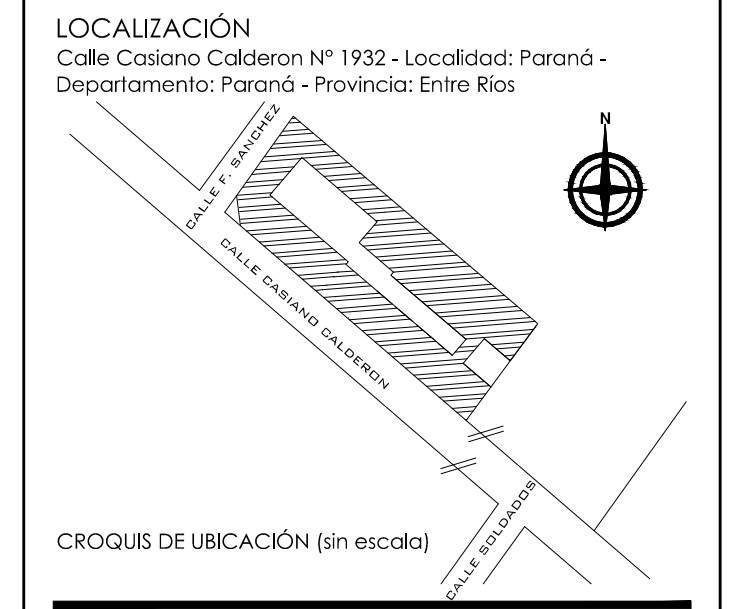 LOCALIZACIÓN
Calle Casiano Calderon N° 1932 - Localidad: Paraná -
Departamento: Paraná - Provincia: Entre Ríos
N
CALLE F. SANCHEZ
CALLE CASIANO CALDERON
CALLE SOLDADOS
CROQUIS DE UBICACIÓN (sin escala)